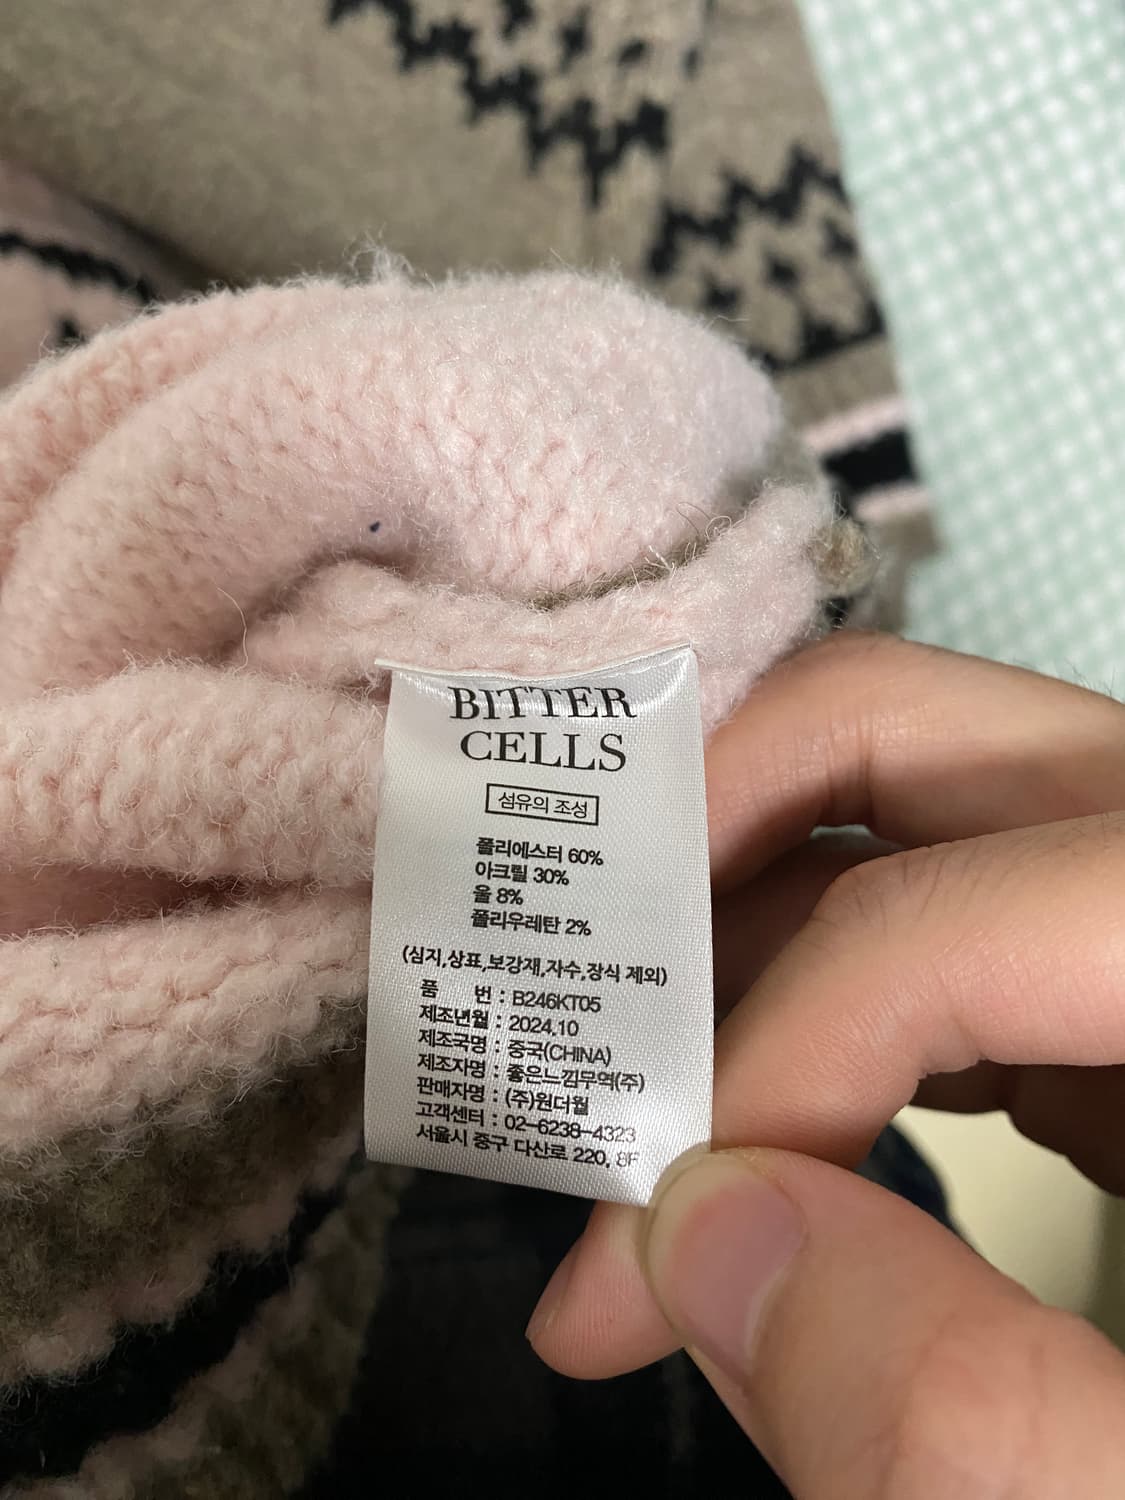 BITTER
CELLS
섬유의 조성
폴리에스터 60%
아크릴 30%
울 8%
폴리우레탄 2%
(심지,상표,보강재,자수,장식 제외)
품 번 : B246KT05
제조년월 : 2024.10
제조국명 : 중국(CHINA)
제조자명 : 좋은느낌무역(주)
판매자명 : (주)원더월
고객센터 : 02-6238-4323
서울시 중구 다산로 220, 8F